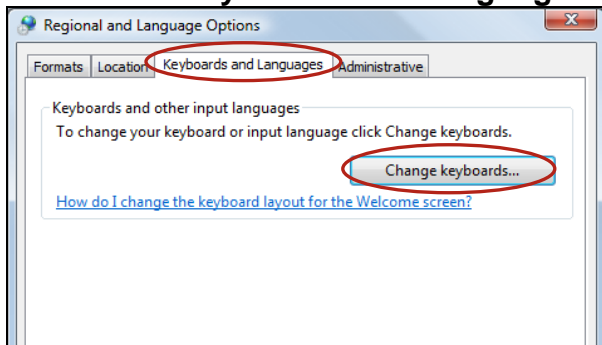 Regional and Language Options
Formats Location Keyboards and Languages Administrative
Keyboards and other input languages
To change your keyboard or input language click Change keyboards.
Change keyboards...
How do I change the keyboard layout for the Welcome screen?